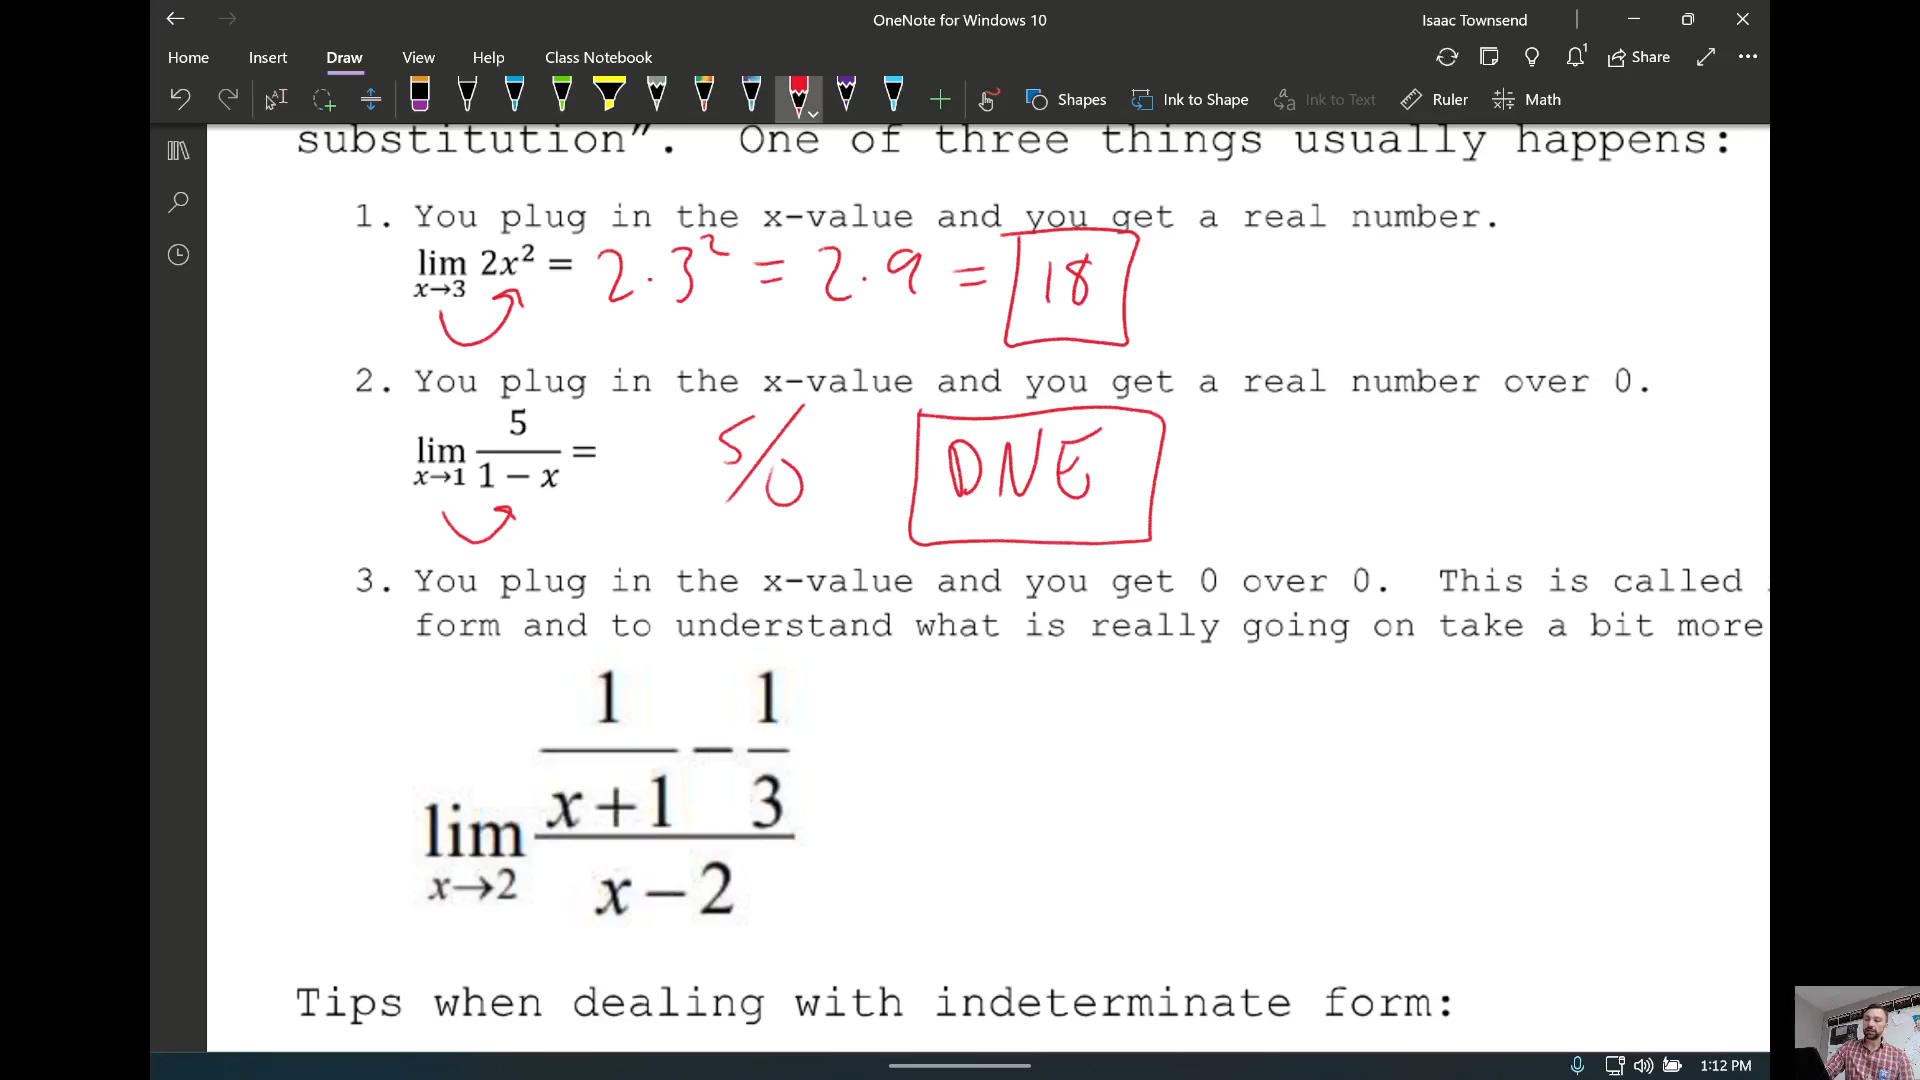 OneNote for Windows 10
Isaac Townsend
Home Insert Draw View Help Class Notebook
1 Share
Shapes Ink to Shape Ink to Text Ruler Math
substitution”. One of three things usually happens:
1. You plug in the x-value and you get a real number.
lim x→3 2x² = 2·3² = 2·9 = 18
2. You plug in the x-value and you get a real number over 0.
lim x→1 5/(1 − x) = 5/0 DNE
3. You plug in the x-value and you get 0 over 0. This is called
form and to understand what is really going on take a bit more
lim x→2 (1/(x+1) − 1/3)/(x−2)
Tips when dealing with indeterminate form:
1:12 PM